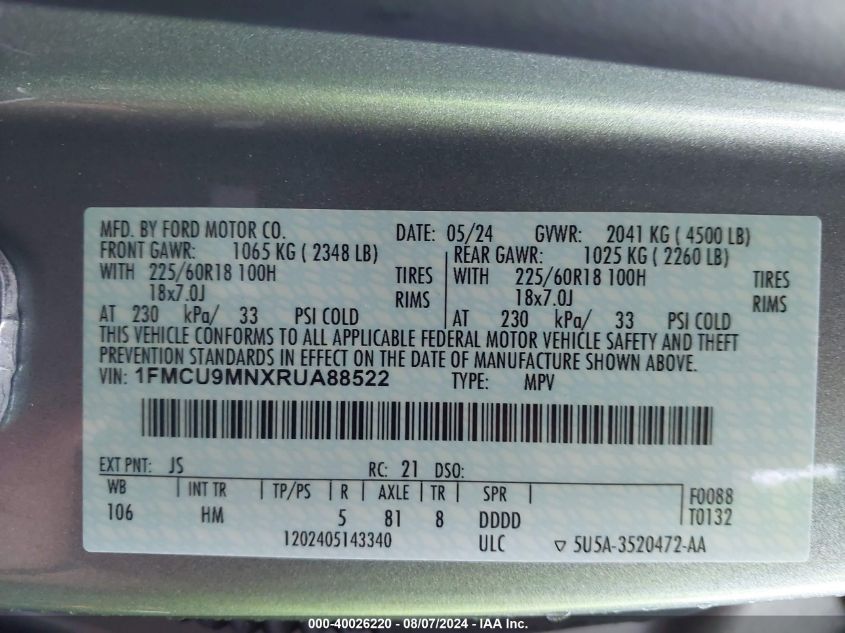 MFD. BY FORD MOTOR CO. DATE: 05/24 GVWR: 2041 KG ( 4500 LB)
FRONT GAWR: 1065 KG ( 2348 LB) REAR GAWR: 1025 KG ( 2260 LB)
WITH 225/60R18 100H TIRES WITH 225/60R18 100H TIRES
18x7.0J RIMS 18x7.0J RIMS
AT 230 kPa/ 33 PSI COLD AT 230 kPa/ 33 PSI COLD
THIS VEHICLE CONFORMS TO ALL APPLICABLE FEDERAL MOTOR VEHICLE SAFETY AND THEFT
PREVENTION STANDARDS IN EFFECT ON THE DATE OF MANUFACTURE SHOWN ABOVE.
VIN: 1FMCU9MNXRUA88522 TYPE: MPV
EXT PNT: JS RC: 21 DSO:
WB INT TR TP/PS R AXLE TR SPR F0088
106 HM 5 81 8 DDDD T0132
1202405143340 ULC ▽ 5U5A-3520472-AA
000-40026220 - 08/07/2024 - IAA Inc.